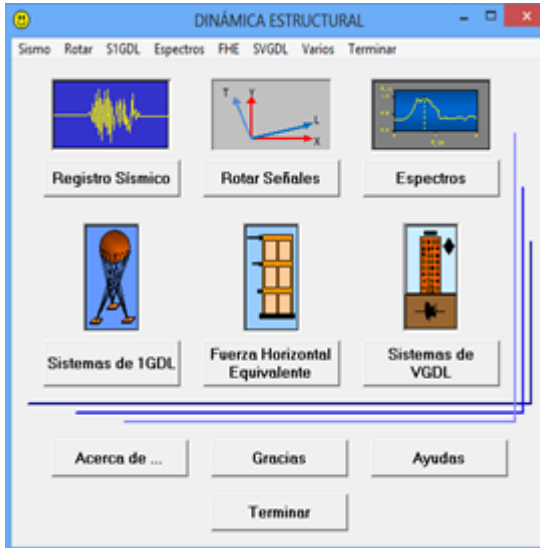 DINÁMICA ESTRUCTURAL
Sismo Rotar S1GDL Espectros FHE SVGDL Varios Terminar
T Y L X
Registro Sísmico Rotar Señales Espectros
Sistemas de 1GDL Fuerza Horizontal Equivalente Sistemas de VGDL
Acerca de ... Gracias Ayudas
Terminar